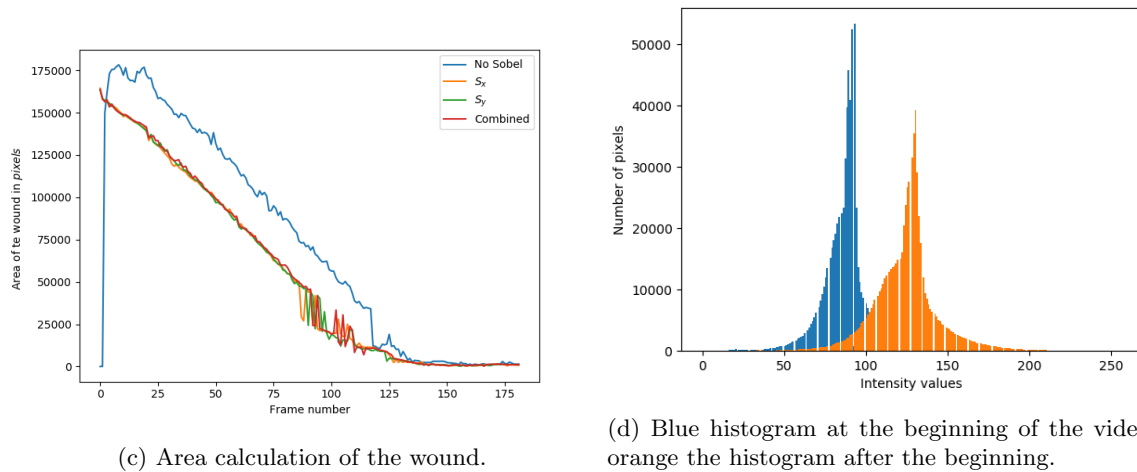 175000
150000
125000
100000
75000
50000
25000
0
Area of te wound in pixels
0
25
50
75
100
125
150
175
Frame number
No Sobel
Sx
Sy
Combined
(c) Area calculation of the wound.
50000
40000
30000
20000
10000
0
Number of pixels
0
50
100
150
200
250
Intensity values
(d) Blue histogram at the beginning of the vide
orange the histogram after the beginning.